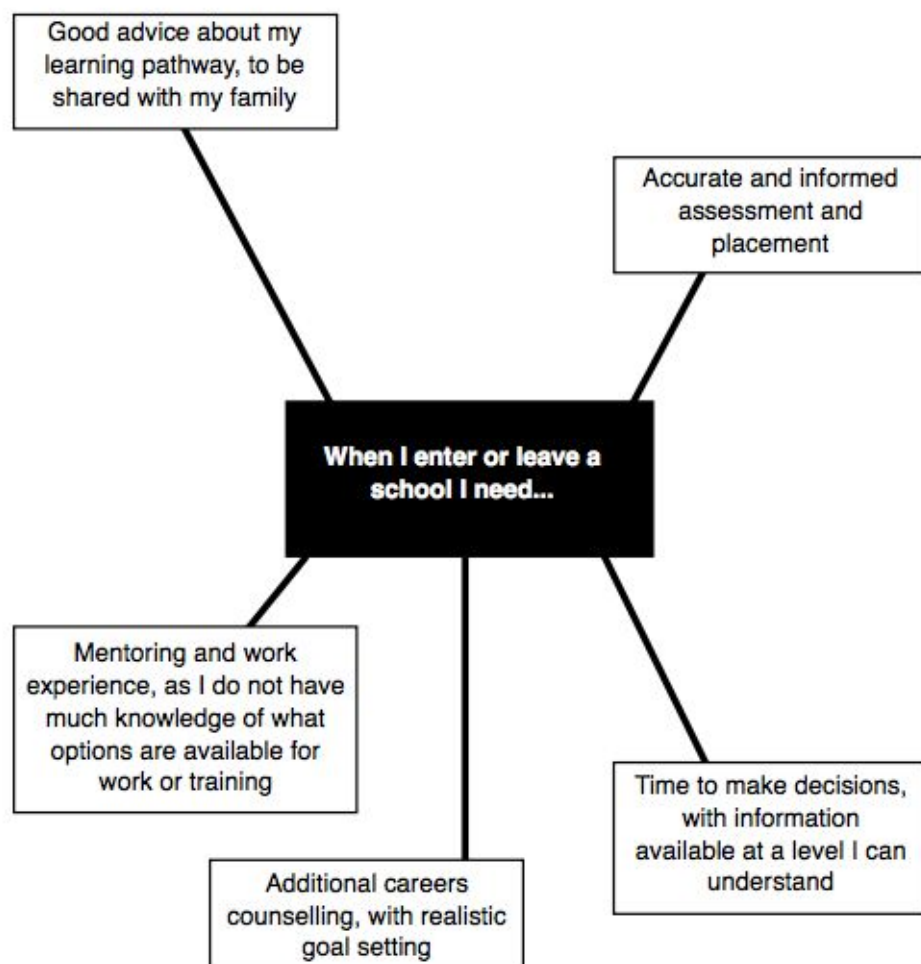 Good advice about my
learning pathway, to be
shared with my family
Accurate and informed
assessment and
placement
When I enter or leave a
school I need...
Mentoring and work
experience, as I do not have
much knowledge of what
options are available for
work or training
Time to make decisions,
with information
available at a level I can
understand
Additional careers
counselling, with realistic
goal setting